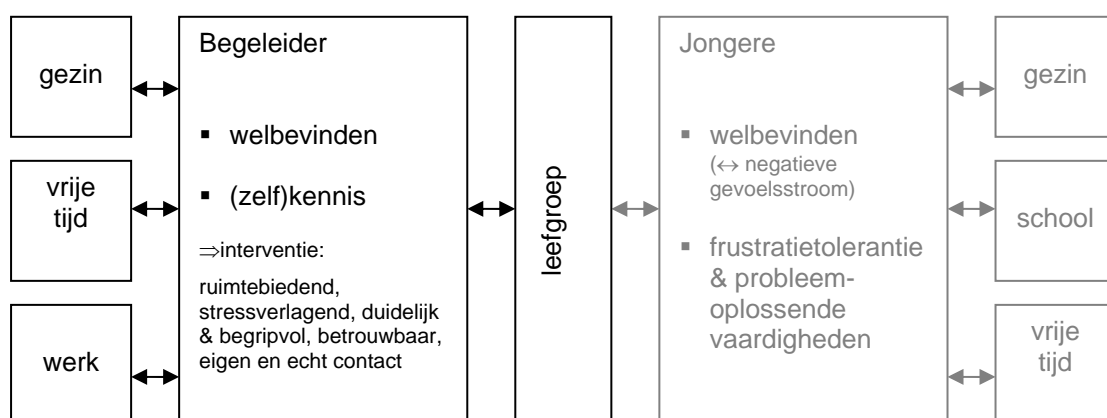 gezin
vrije
tijd
werk
Begeleider
▪ welbevinden
▪ (zelf)kennis
⇒interventie:
ruimtebiedend,
stressverlagend, duidelijk
& begripvol, betrouwbaar,
eigen en echt contact
leefgroep
Jongere
▪ welbevinden
(↔ negatieve
gevoelsstroom)
▪ frustratietolerantie
& probleem-
oplossende
vaardigheden
gezin
school
vrije
tijd